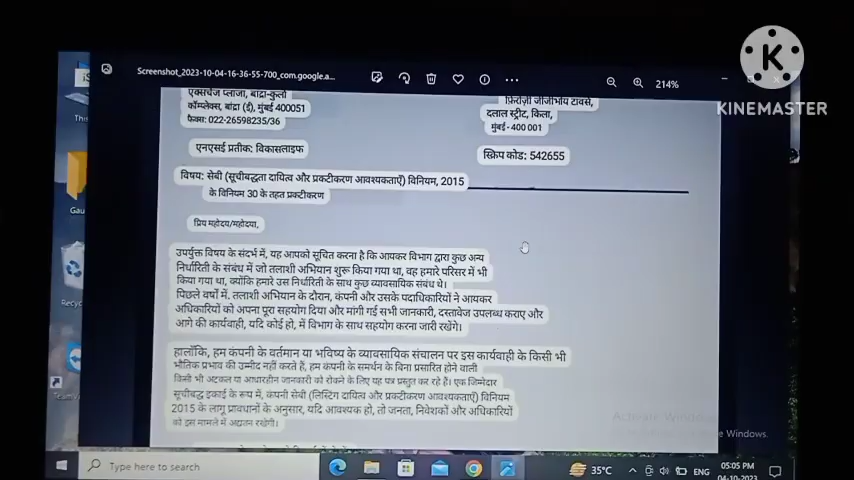 Screenshot_2023-10-04-16-36-55-700_com.google.a...
214%
KINEMASTER
एक्सचेंज प्लाजा, बांद्रा-कुर्ला
कॉम्प्लेक्स, बांद्रा (ई), मुंबई 400051
फैक्स: 022-26598235/36
फ़िरोज़ी जीजीभॉय टावर्स,
दलाल स्ट्रीट, किला,
मुंबई - 400 001
एनएसई प्रतीक: विकासलाइफ
स्क्रिप कोड: 542655
विषय: सेबी (सूचीबद्धता दायित्व और प्रकटीकरण आवश्यकताएँ) विनियम, 2015
के विनियम 30 के तहत प्रकटीकरण
प्रिय महोदय/महोदया,
उपर्युक्त विषय के संदर्भ में, यह आपको सूचित करना है कि आयकर विभाग द्वारा कुछ अन्य
निर्धारिती के संबंध में जो तलाशी अभियान शुरू किया गया था, वह हमारे परिसर में भी
किया गया था, क्योंकि हमारे उस निर्धारिती के साथ कुछ व्यावसायिक संबंध थे।
पिछले वर्षों में, तलाशी अभियान के दौरान, कंपनी और उसके पदाधिकारियों ने आयकर
अधिकारियों को अपना पूरा सहयोग दिया और मांगी गई सभी जानकारी, दस्तावेज उपलब्ध कराए और
आगे की कार्यवाही, यदि कोई हो, में विभाग के साथ सहयोग करना जारी रखेंगे।
हालाँकि, हम कंपनी के वर्तमान या भविष्य के व्यावसायिक संचालन पर इस कार्यवाही के किसी भी
भौतिक प्रभाव की उम्मीद नहीं करते हैं, हम कंपनी के समर्थन के बिना प्रसारित होने वाली
किसी भी अटकल या आधारहीन जानकारी को रोकने के लिए यह पत्र प्रस्तुत कर रहे हैं। एक जिम्मेदार
सूचीबद्ध इकाई के रूप में, कंपनी सेबी (लिस्टिंग दायित्व और प्रकटीकरण आवश्यकताएँ) विनियम
2015 के लागू प्रावधानों के अनुसार, यदि आवश्यक हो, तो जनता, निवेशकों और अधिकारियों
को इस मामले में अद्यतन रखेगी।
Activate Windows
Windows.
This
Gau
Recyc
TeamV
Type here to search
35°C
ENG
05:05 PM
04-10-2023